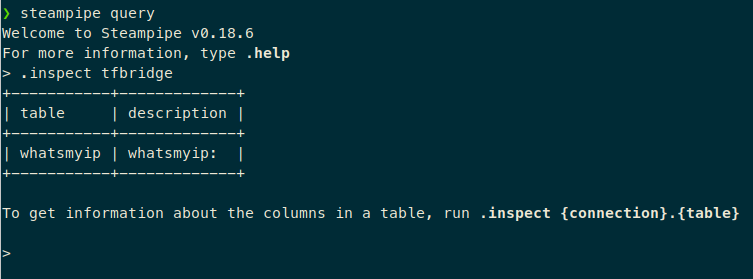 ❯ steampipe query
Welcome to Steampipe v0.18.6
For more information, type .help
> .inspect tfbridge
+-----------+-------------+
| table     | description |
+-----------+-------------+
| whatsmyip | whatsmyip:  |
+-----------+-------------+
To get information about the columns in a table, run .inspect {connection}.{table}
>